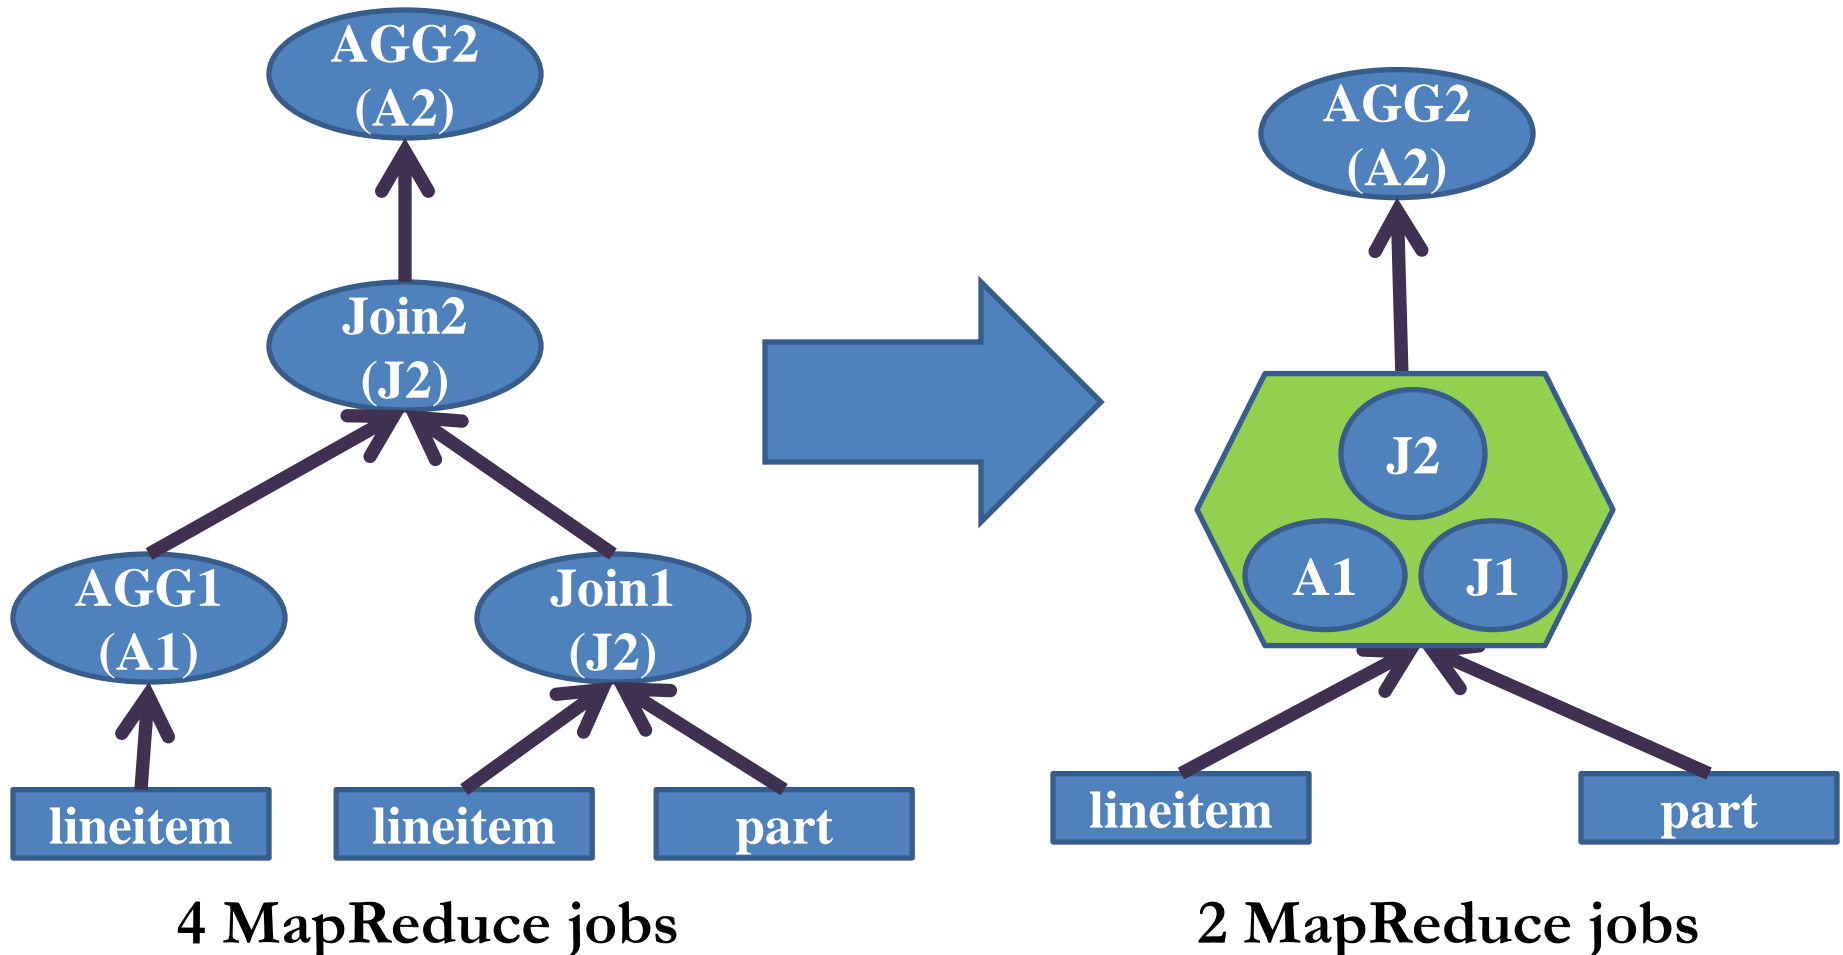 AGG2
(A2)
Join2
(J2)
AGG1
(A1)
Join1
(J2)
lineitem
lineitem
part
4 MapReduce jobs
AGG2
(A2)
J2
A1
J1
lineitem
part
2 MapReduce jobs